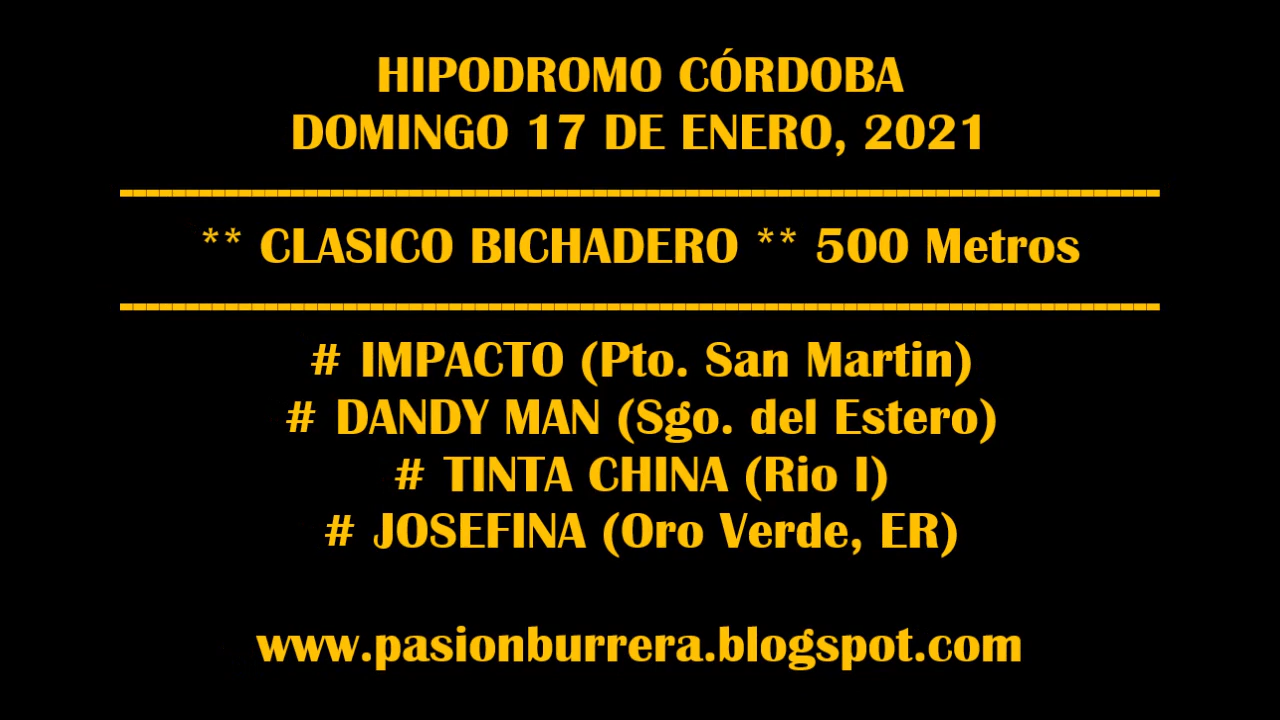 HIPODROMO CÓRDOBA
DOMINGO 17 DE ENERO, 2021
--------------------------------------------------------------------------------
** CLASICO BICHADERO ** 500 Metros
--------------------------------------------------------------------------------
# IMPACTO (Pto. San Martin)
# DANDY MAN (Sgo. del Estero)
# TINTA CHINA (Rio I)
# JOSEFINA (Oro Verde, ER)
www.pasionburrera.blogspot.com